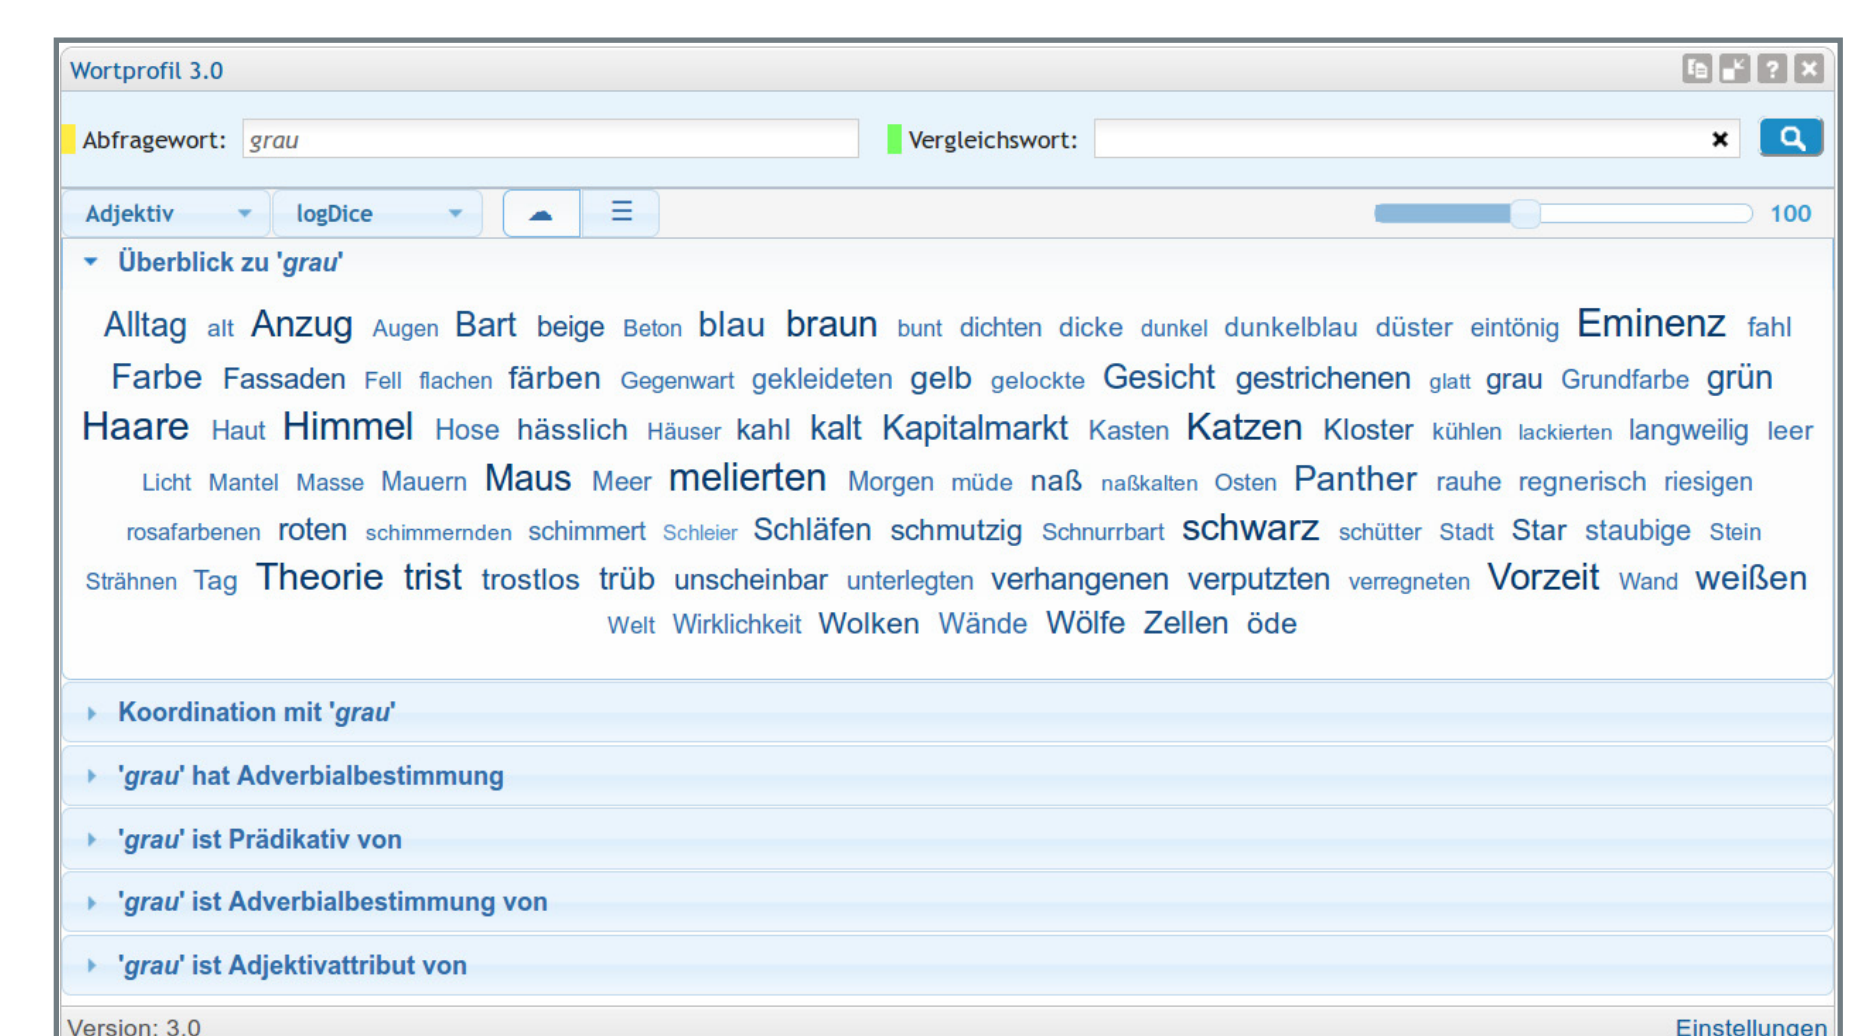 Wortprofil 3.0
Abfragewort: grau Vergleichswort:
Adjektiv logDice 100
Überblick zu 'grau'
Alltag alt Anzug Augen Bart beige Beton blau braun bunt dichten dicke dunkel dunkelblau düster eintönig Eminenz fahl
Farbe Fassaden Fell flachen färben Gegenwart gekleideten gelb gelockte Gesicht gestrichenen glatt grau Grundfarbe grün
Haare Haut Himmel Hose hässlich Häuser kahl kalt Kapitalmarkt Kasten Katzen Kloster kühlen lackierten langweilig leer
Licht Mantel Masse Mauern Maus Meer melierten Morgen müde naß naßkalten Osten Panther rauhe regnerisch riesigen
rosafarbenen roten schimmernden schimmert Schleier Schläfen schmutzig Schnurrbart schwarz schütter Stadt Star staubige Stein
Strähnen Tag Theorie trist trostlos trüb unscheinbar unterlegten verhangenen verputzten verregneten Vorzeit Wand weißen
Welt Wirklichkeit Wolken Wände Wölfe Zellen öde
Koordination mit 'grau'
'grau' hat Adverbialbestimmung
'grau' ist Prädikativ von
'grau' ist Adverbialbestimmung von
'grau' ist Adjektivattribut von
Version: 3.0 Einstellungen